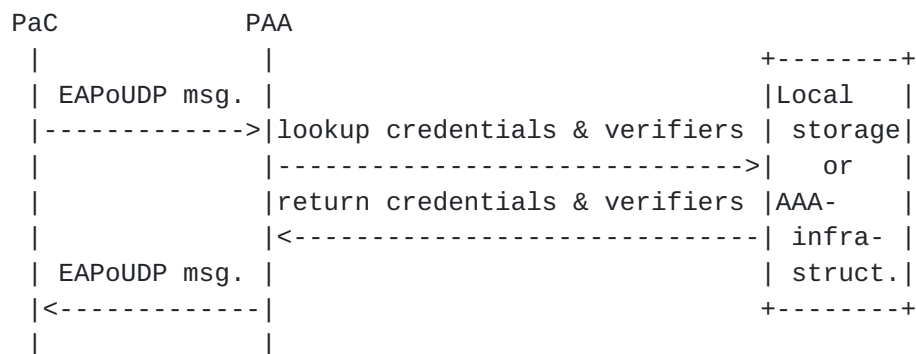 PaC              PAA
 |                |                              +--------+
 | EAPoUDP msg. |                              |Local   |
 |------------->|lookup credentials & verifiers | storage|
 |                |----------------------------->|   or   |
 |                |return credentials & verifiers |AAA-    |
 |                |<-----------------------------| infra- |
 | EAPoUDP msg. |                              | struct.|
 |<-------------|                              +--------+
 |                |